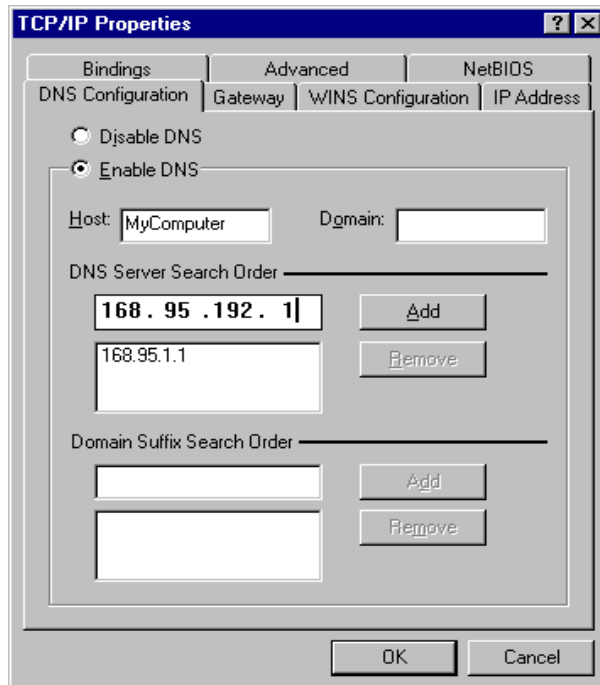 TCP/IP Properties
? ×
Bindings Advanced NetBIOS
DNS Configuration Gateway WINS Configuration IP Address
Disable DNS
Enable DNS
Host: MyComputer Domain:
DNS Server Search Order
168. 95 .192. 1 Add
168.95.1.1 Remove
Domain Suffix Search Order
Add
Remove
OK Cancel